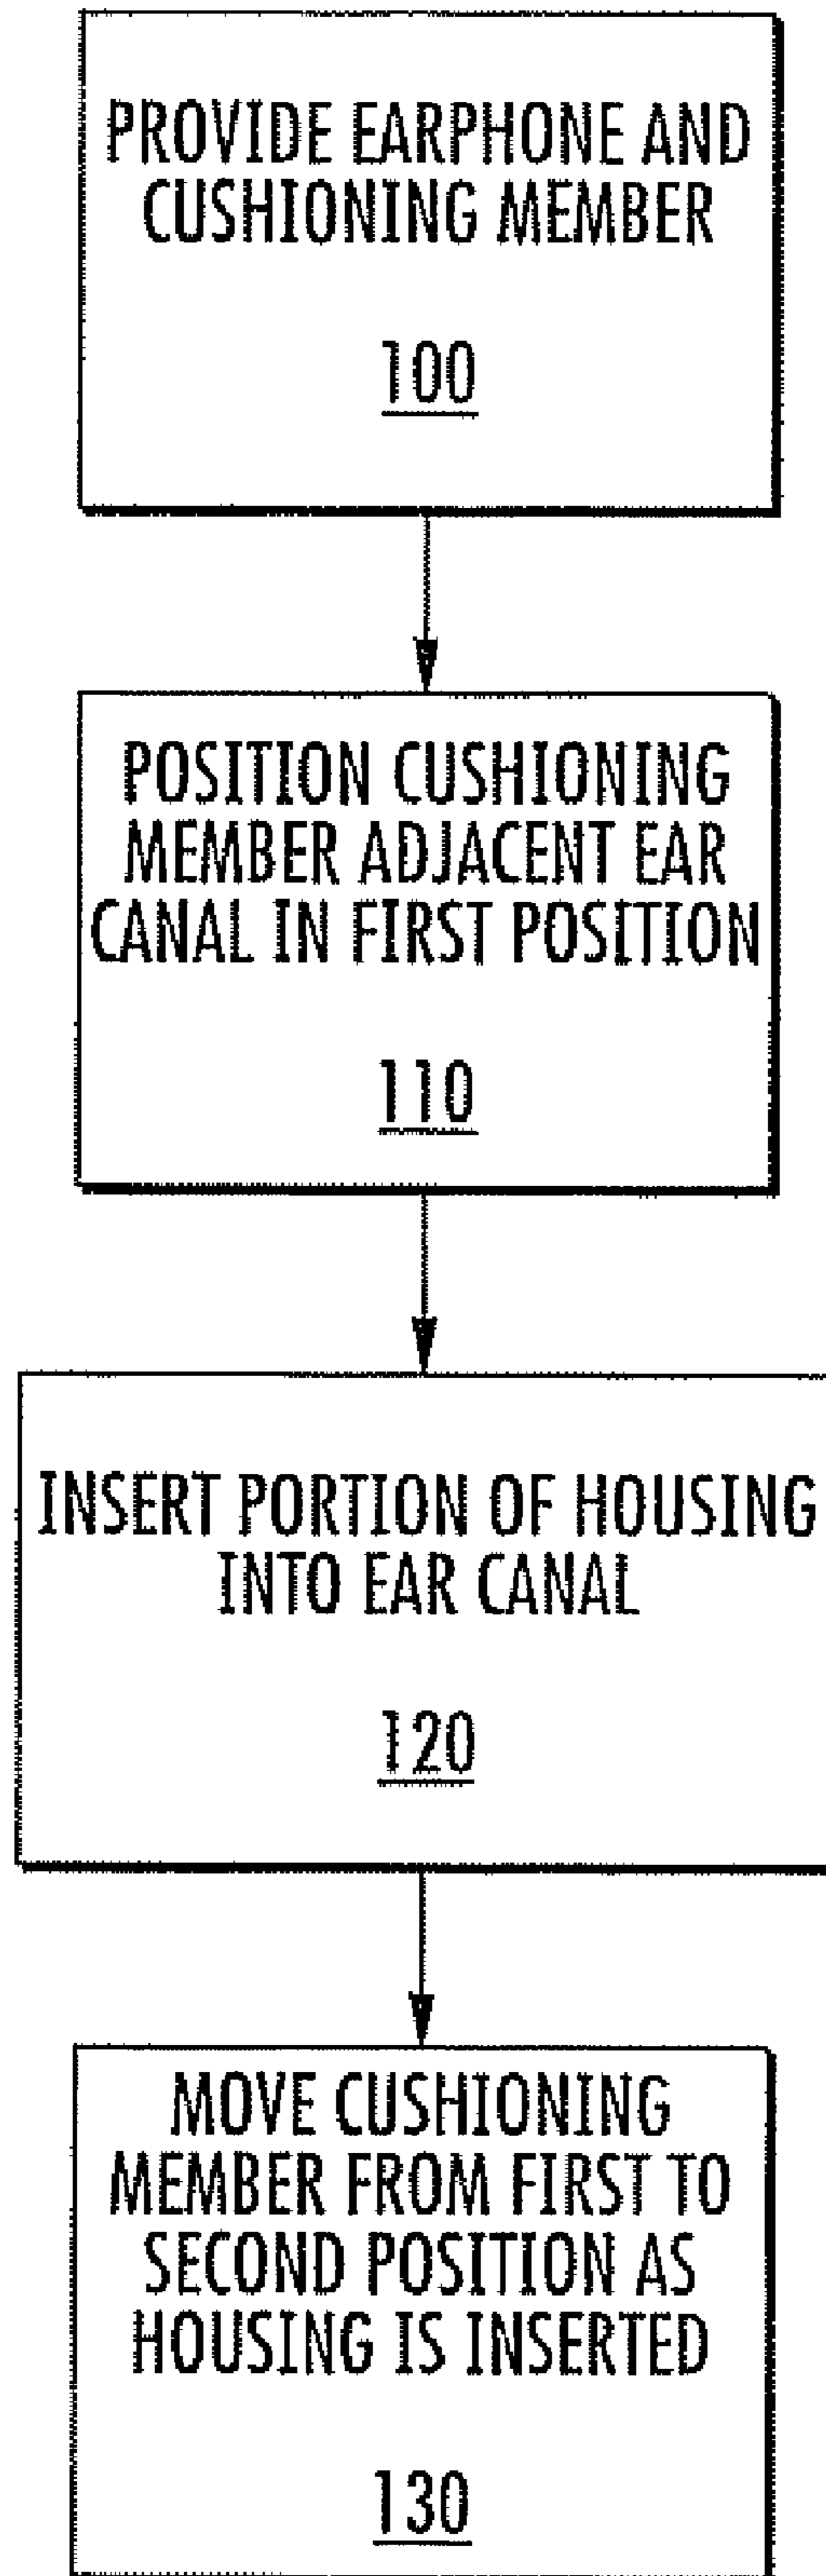 PROVIDE EARPHONE AND
CUSHIONING MEMBER
100
POSITION CUSHIONING
MEMBER ADJACENT EAR
CANAL IN FIRST POSITION
110
INSERT PORTION OF HOUSING
INTO EAR CANAL
120
MOVE CUSHIONING
MEMBER FROM FIRST TO
SECOND POSITION AS
HOUSING IS INSERTED
130